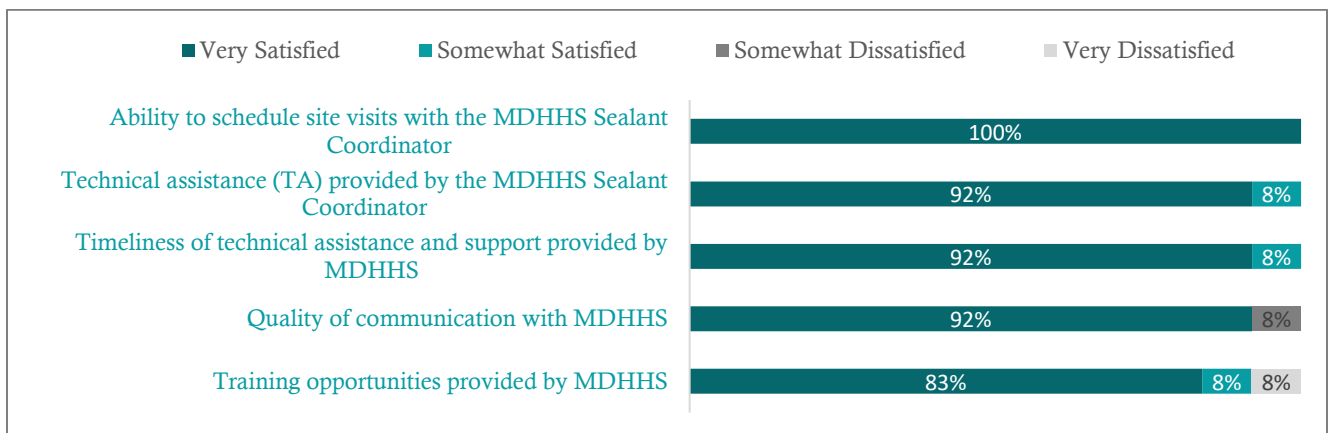 Very Satisfied Somewhat Satisfied Somewhat Dissatisfied Very Dissatisfied
Ability to schedule site visits with the MDHHS Sealant
Coordinator
100%
Technical assistance (TA) provided by the MDHHS Sealant
Coordinator
92% 8%
Timeliness of technical assistance and support provided by
MDHHS
92% 8%
Quality of communication with MDHHS
92% 8%
Training opportunities provided by MDHHS
83% 8% 8%